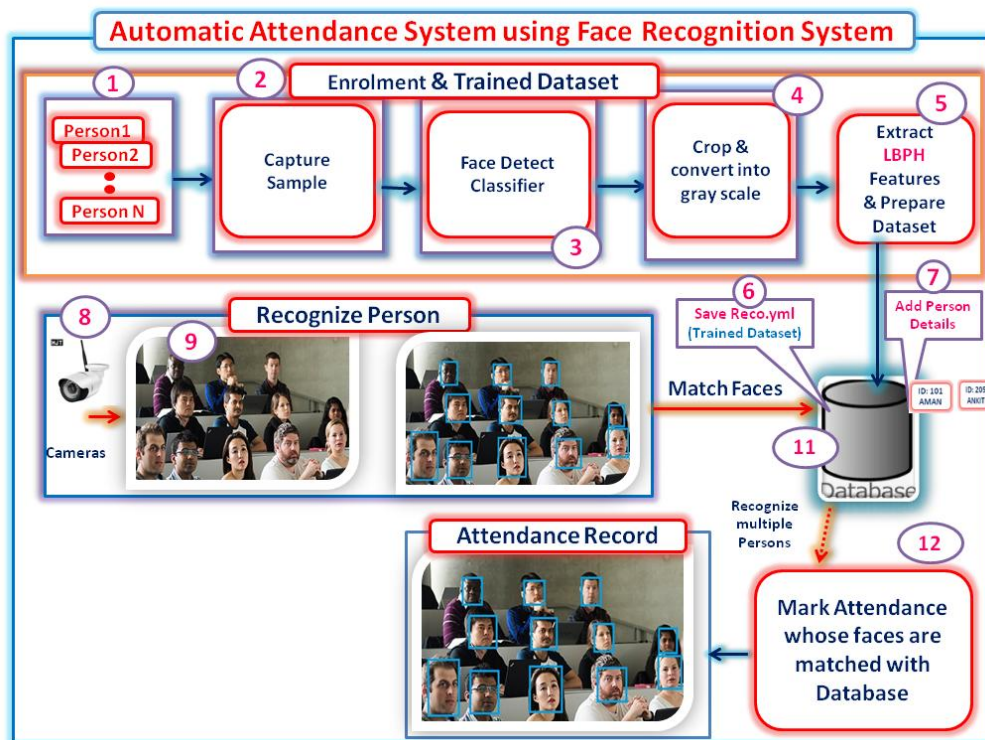 Automatic Attendance System using Face Recognition System
Enrolment & Trained Dataset
1
Person1
Person2
Person N
2
Capture
Sample
Face Detect
Classifier
3
4
Crop &
convert into
gray scale
5
Extract
LBPH
Features
& Prepare
Dataset
6
Save Reco.yml
(Trained Dataset)
7
Add Person
Details
ID: 101
AMAN
ANKIT
8
Cameras
Recognize Person
9
Match Faces
11
Database
Recognize
multiple
Persons
12
Mark Attendance
whose faces are
matched with
Database
Attendance Record